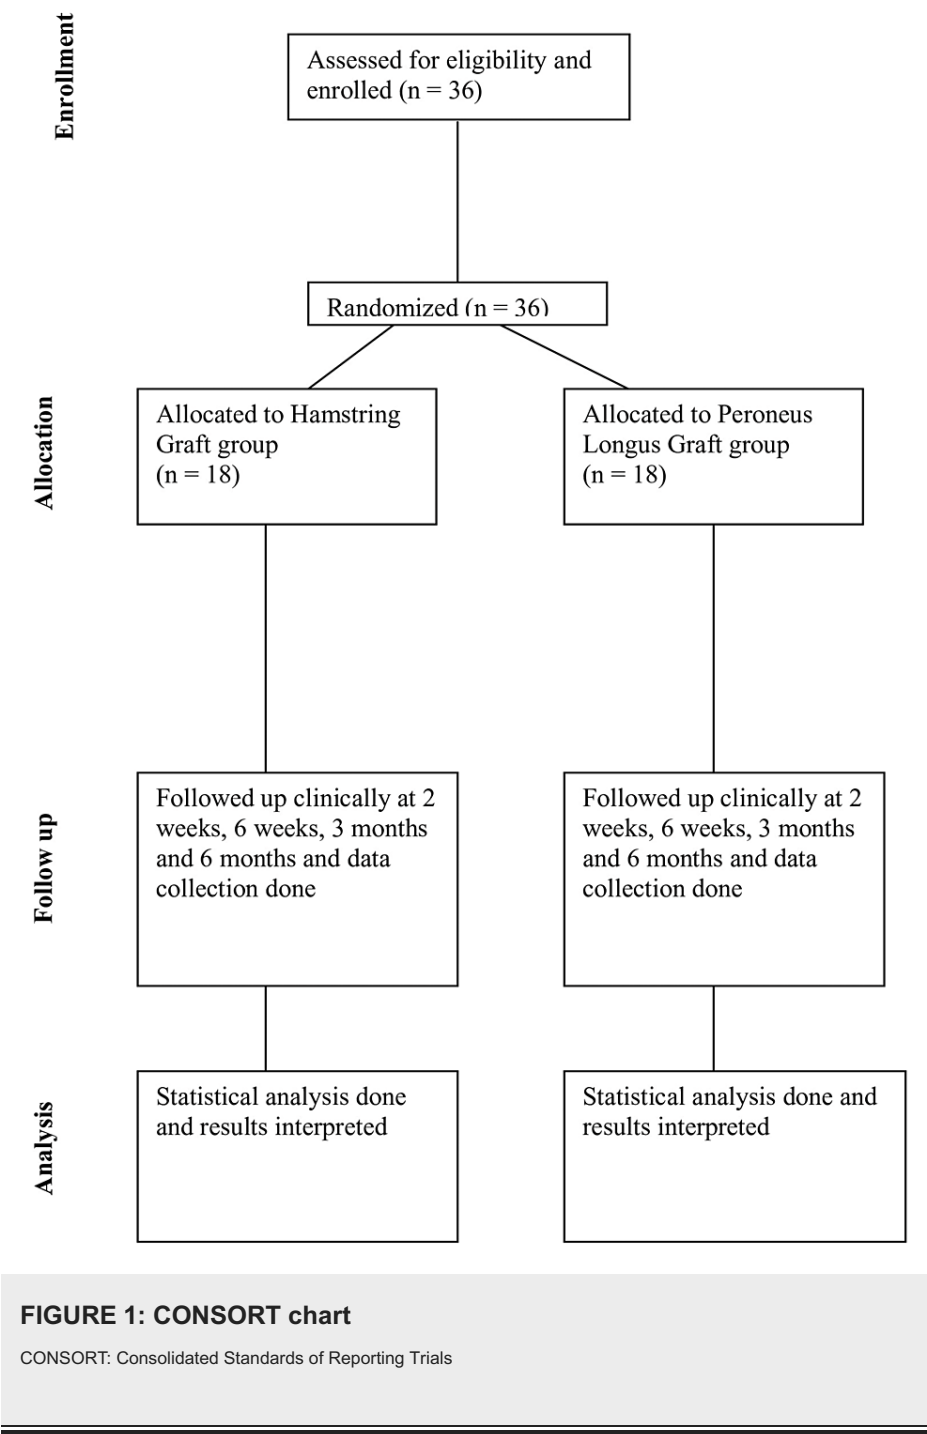 Enrollment
Assessed for eligibility and
enrolled (n = 36)
Randomized (n = 36)
Allocation
Allocated to Hamstring
Graft group
(n = 18)
Allocated to Peroneus
Longus Graft group
(n = 18)
Follow up
Followed up clinically at 2
weeks, 6 weeks, 3 months
and 6 months and data
collection done
Followed up clinically at 2
weeks, 6 weeks, 3 months
and 6 months and data
collection done
Analysis
Statistical analysis done
and results interpreted
Statistical analysis done and
results interpreted
FIGURE 1: CONSORT chart
CONSORT: Consolidated Standards of Reporting Trials